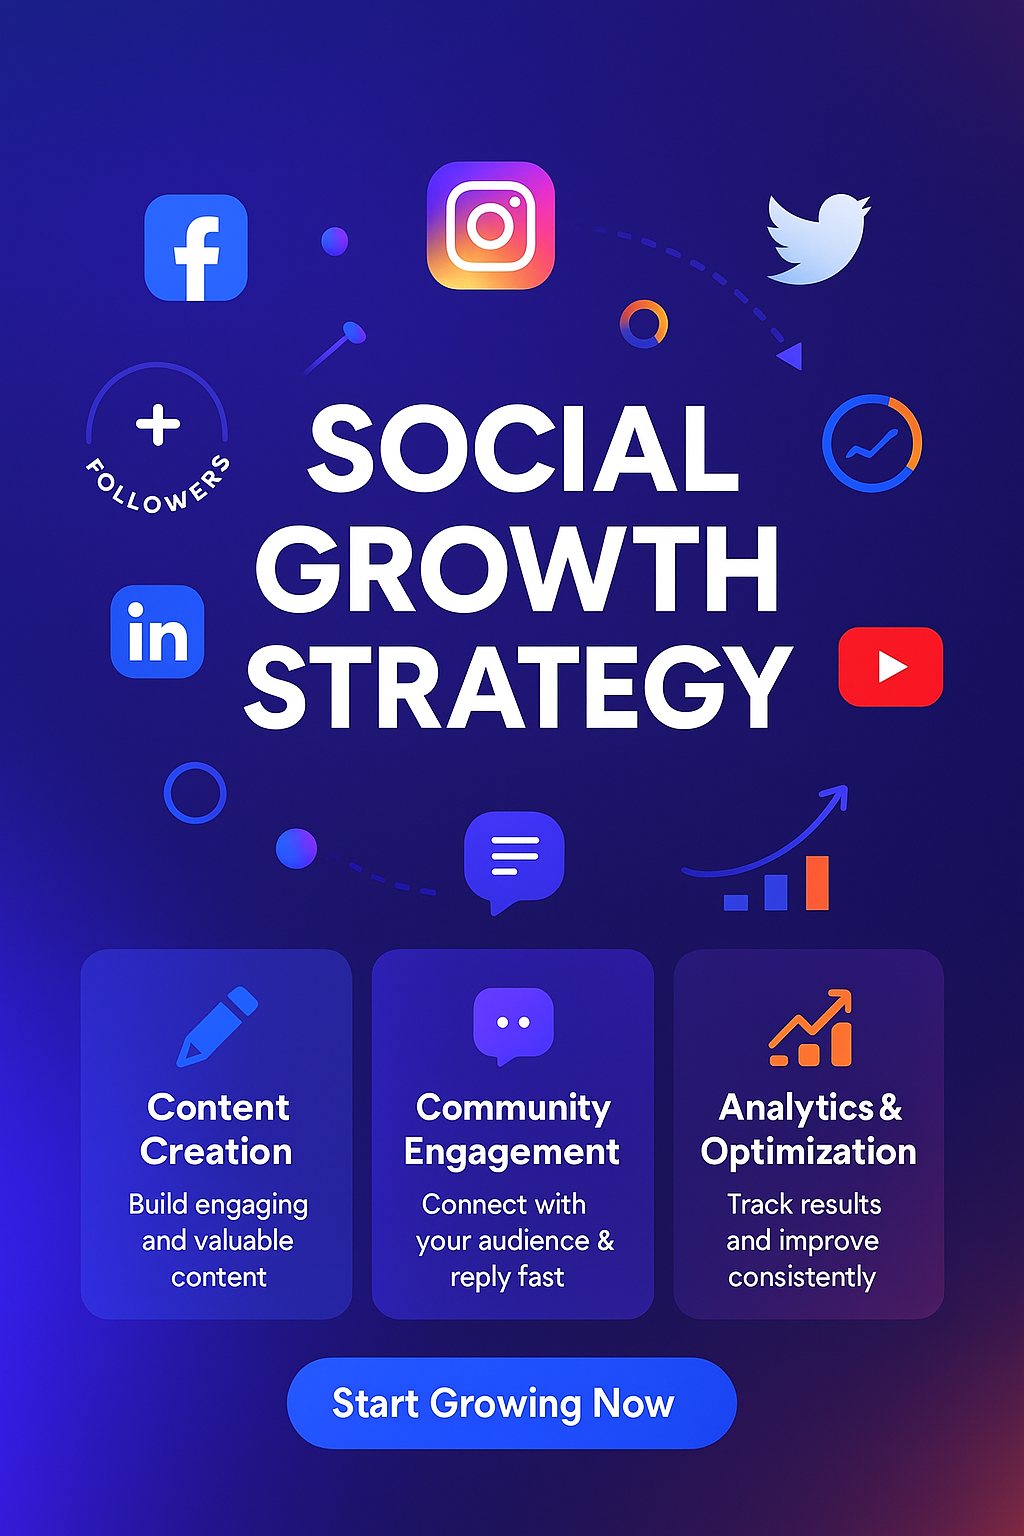 FOLLOWERS
SOCIAL
GROWTH
STRATEGY
in
Content
Creation
Build engaging
and valuable
content
Community
Engagement
Connect with
your audience &
reply fast
Analytics &
Optimization
Track results
and improve
consistently
Start Growing Now